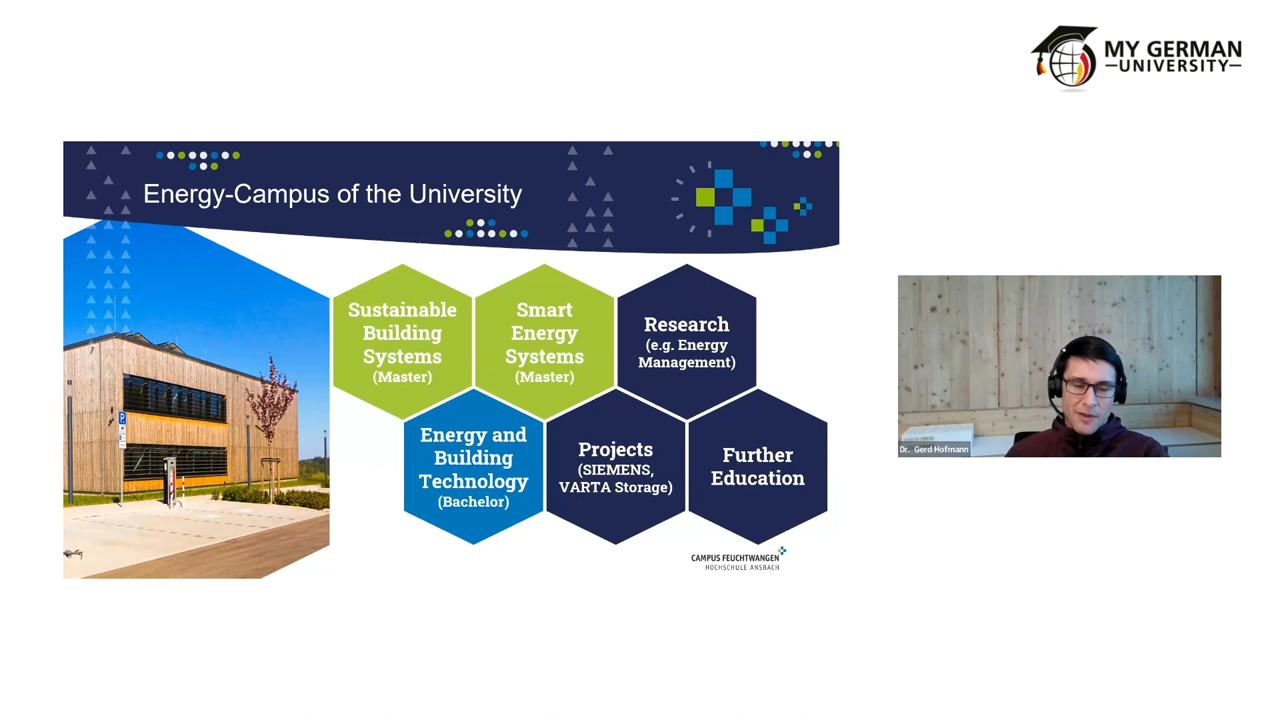 MY GERMAN
UNIVERSITY
Energy-Campus of the University
Sustainable
Building
Systems
(Master)
Smart
Energy
Systems
(Master)
Research
(e.g. Energy
Management)
Energy and
Building
Technology
(Bachelor)
Projects
(SIEMENS,
VARTA Storage)
Further
Education
P
CAMPUS FEUCHTWANGEN
HOCHSCHULE ANSBACH
Dr. Gerd Hofmann